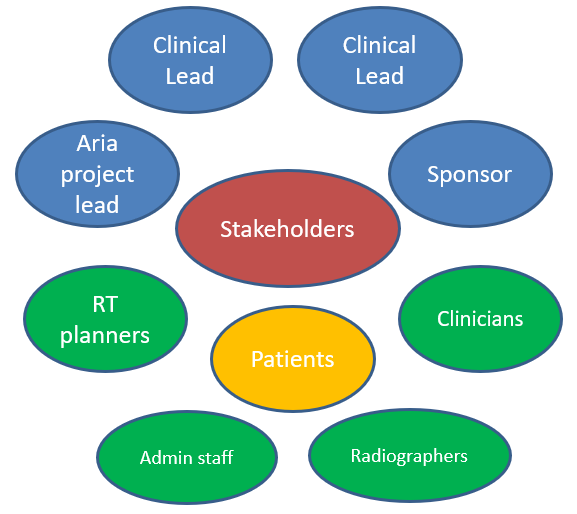 Clinical
Lead
Clinical
Lead
Aria
project
lead
Sponsor
Stakeholders
RT
planners
Clinicians
Patients
Admin staff
Radiographers